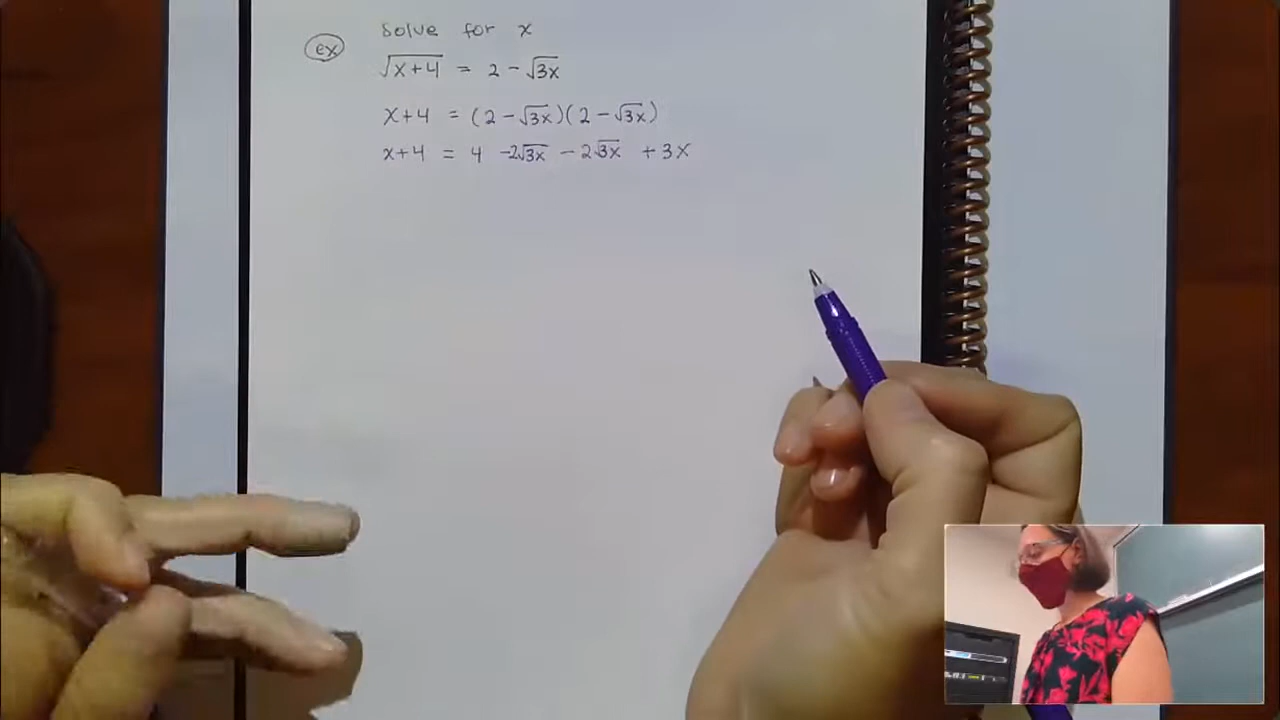 ex Solve for x
√x+4 = 2 - √3x
x+4 = (2 - √3x)(2 - √3x)
x+4 = 4 -2√3x - 2√3x + 3x